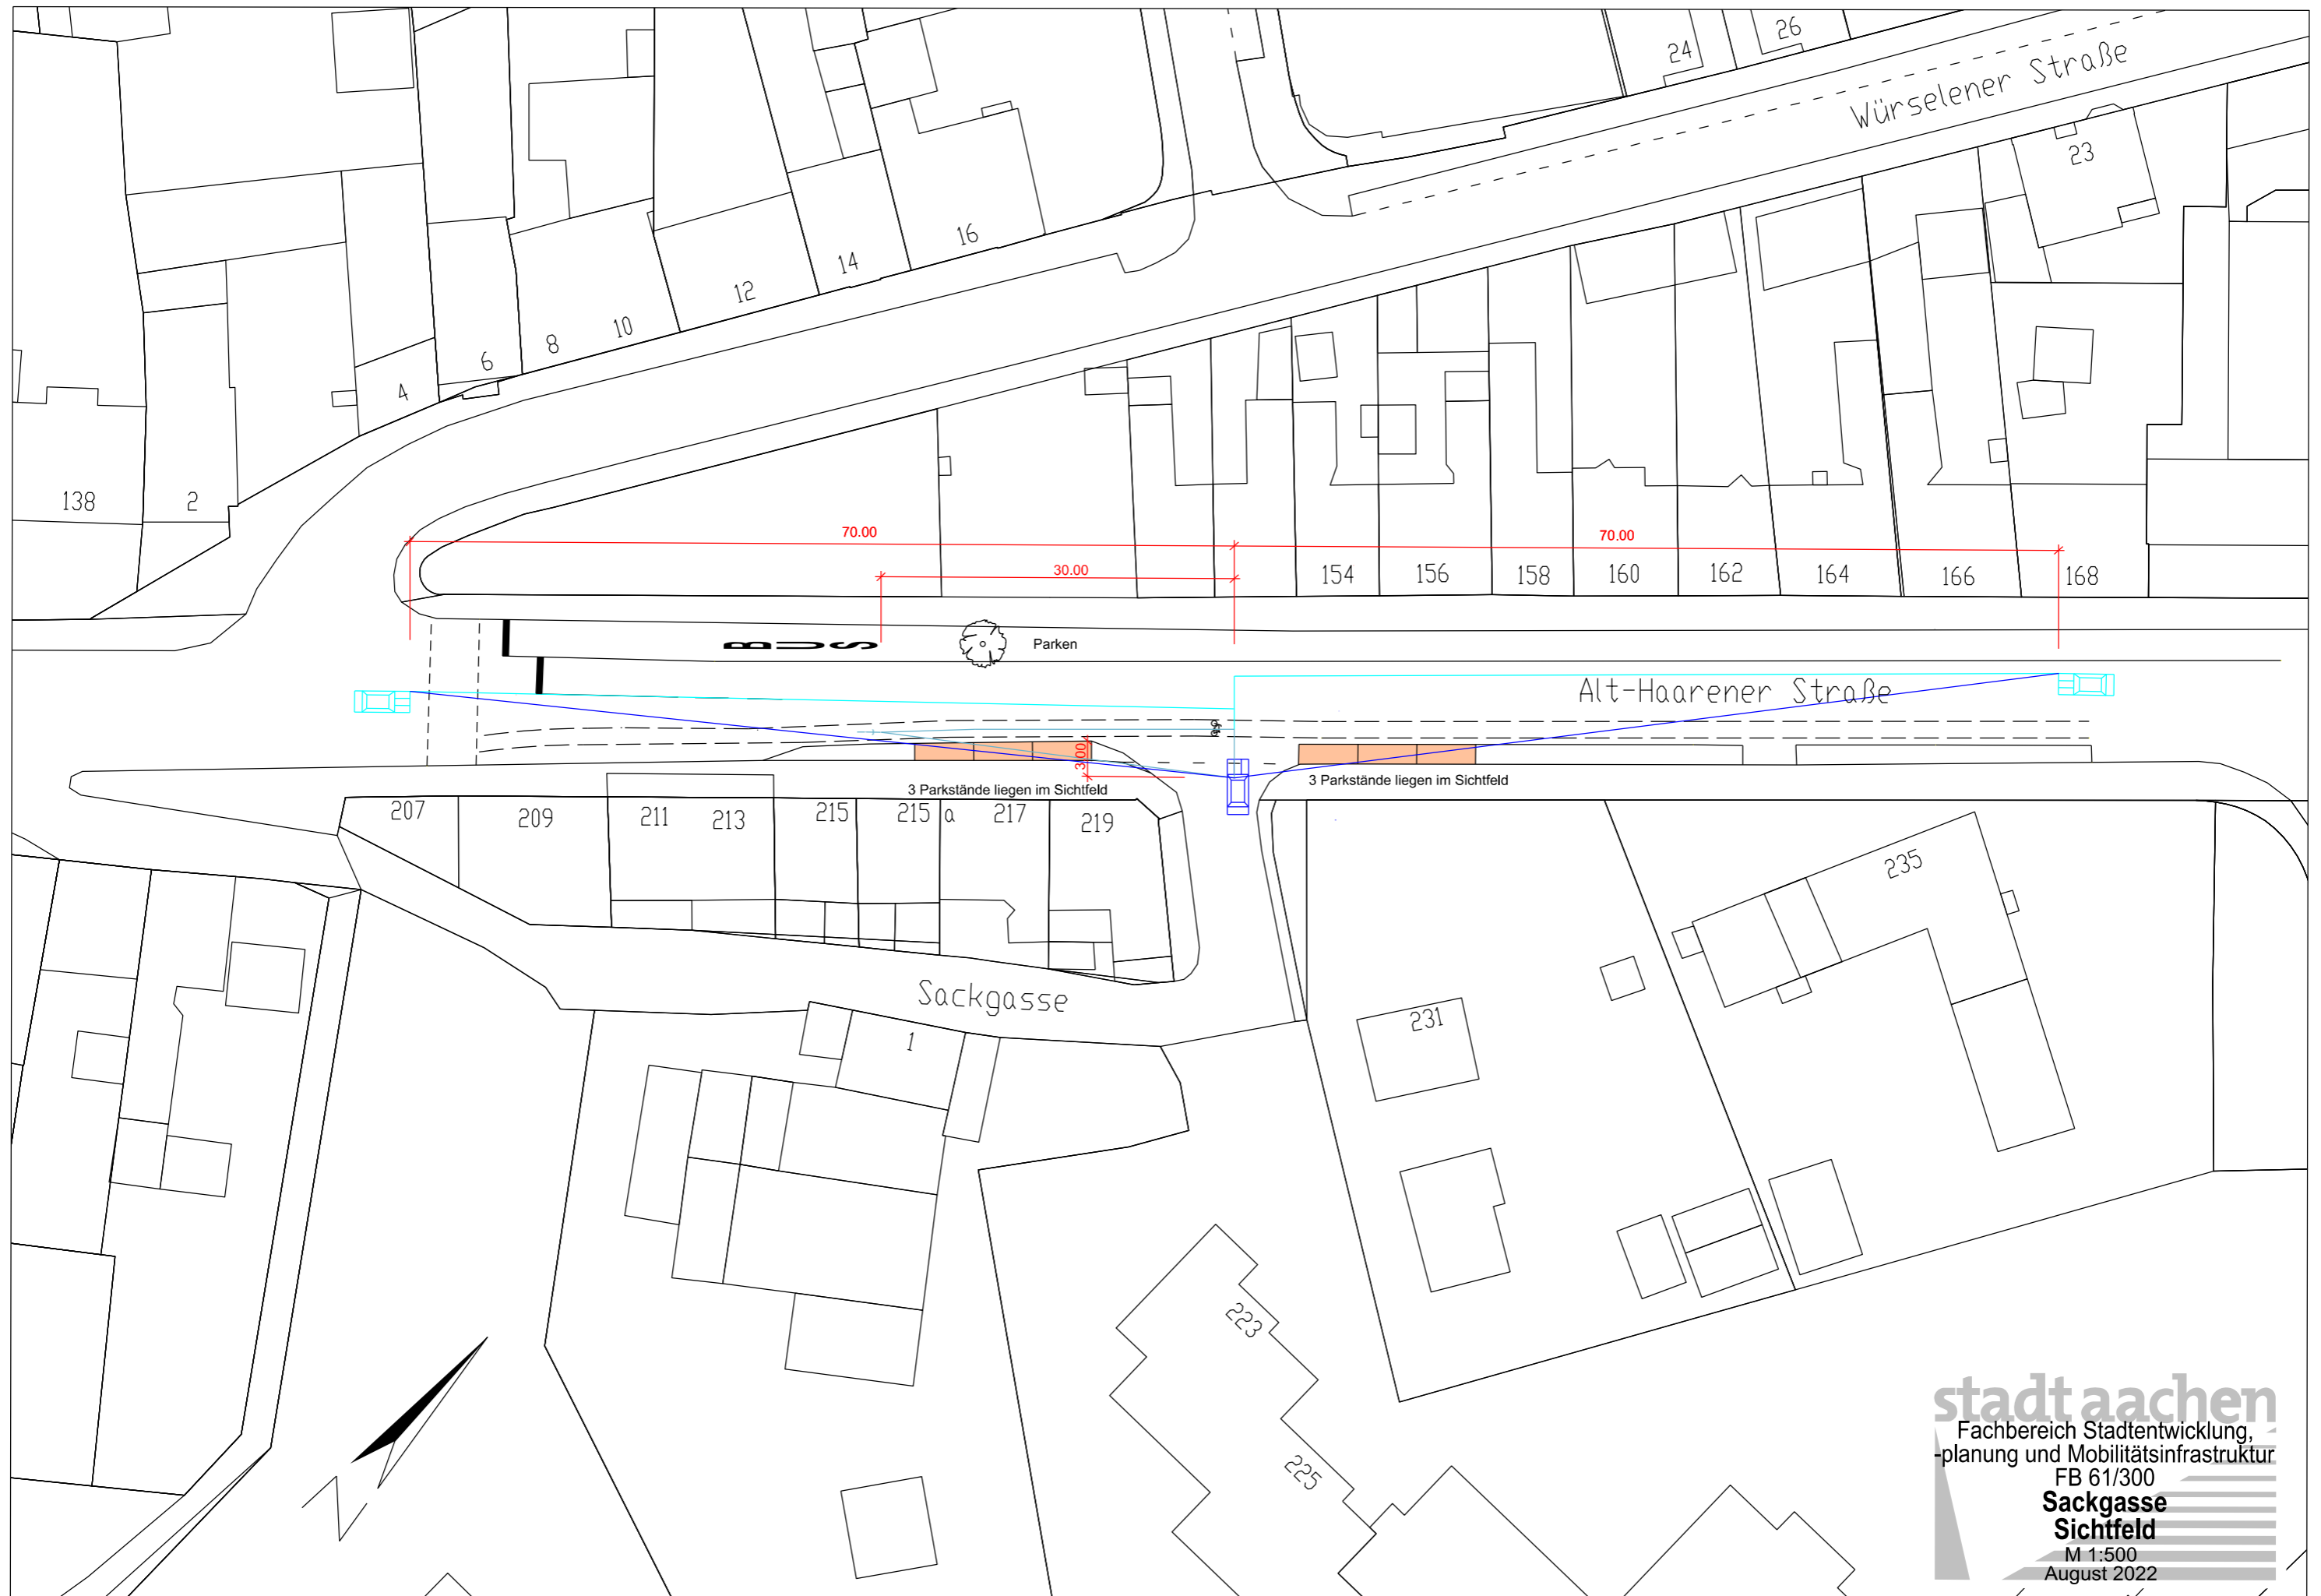 26
24
Würselener Straße
23
16
14
12
10
8
6
4
138
2
70.00
70.00
30.00
154
156
158
160
162
164
166
168
BUS
Parken
Alt-Haarener Straße
3.00
3 Parkstände liegen im Sichtfeld
3 Parkstände liegen im Sichtfeld
207
209
211
213
215
215 a
217
219
235
Sackgasse
231
1
223
225
stadt aachen
Fachbereich Stadtentwicklung,
-planung und Mobilitätsinfrastruktur
FB 61/300
Sackgasse
Sichtfeld
M 1:500
August 2022